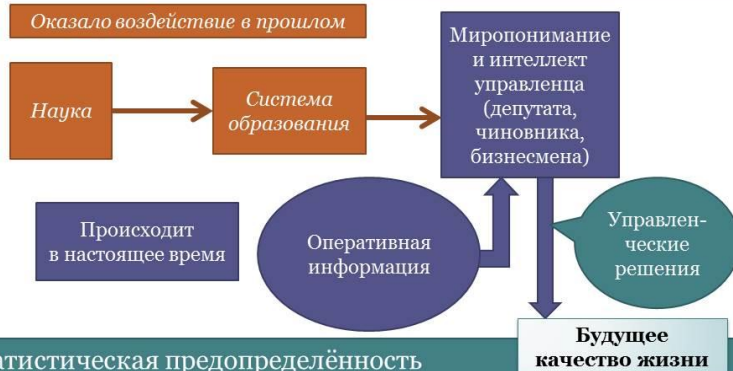 Оказало воздействие в прошлом
Наука
Система
образования
Миропонимание
и интеллект
управленца
(депутата,
чиновника,
бизнесмена)
Происходит
в настоящее время
Оперативная
информация
Управлен-
ческие
решения
предопределённость
Будущее
качество жизни